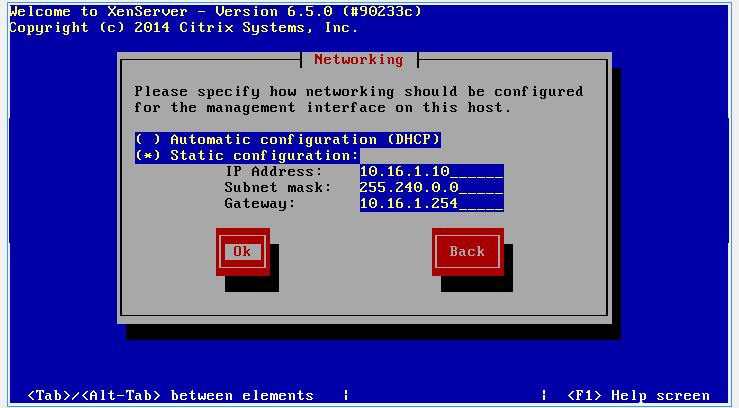 Welcome to XenServer - Version 6.5.0 (#90233c)
Copyright (c) 2014 Citrix Systems, Inc.
Networking
Please specify how networking should be configured
for the management interface on this host.
( ) Automatic configuration (DHCP)
(*) Static configuration:
IP Address: 10.16.1.10______
Subnet mask: 255.240.0.0_____
Gateway: 10.16.1.254_____
Ok Back
<Tab>/<Alt-Tab> between elements | | <F1> Help screen